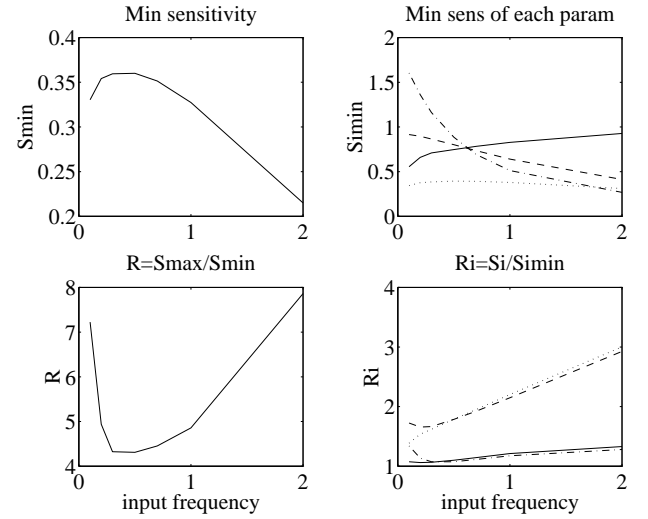 Min sensitivity
Min sens of each param
0.4
0.35
0.3
0.25
0.2
Smin
0 1 2
2
1.5
1
0.5
0
Simin
0 1 2
R=Smax/Smin
Ri=Si/Simin
8
7
6
5
4
R
0 1 2
input frequency
4
3
2
1
Ri
0 1 2
input frequency